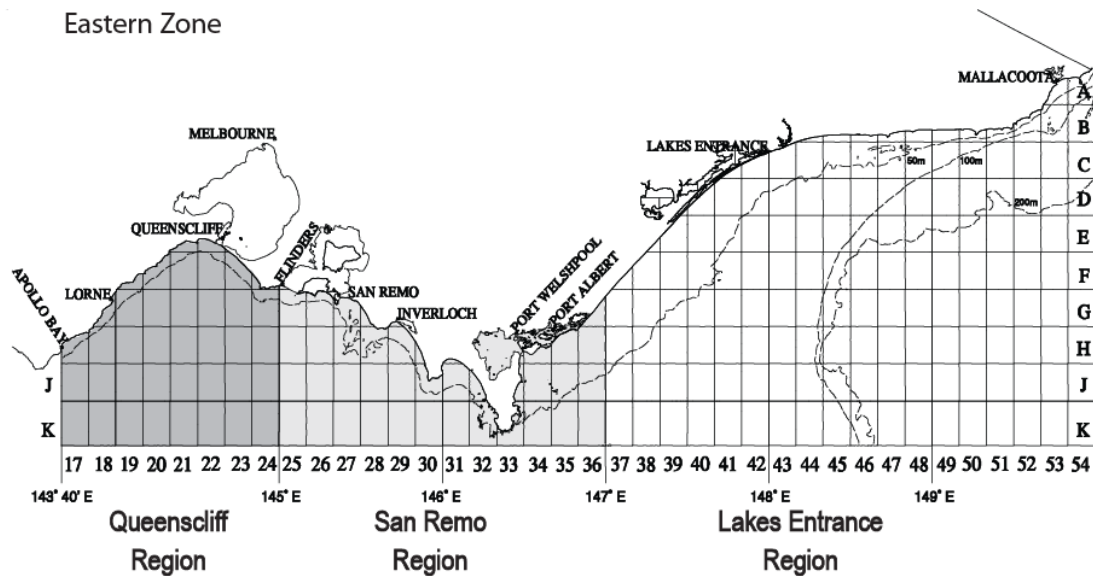 Eastern Zone
MALLACOOTA
A
MELBOURNE
B
LAKES ENTRANCE
50m
100m
C
200m
D
QUEENSCLIFF
FLINDERS
E
PORT WELSHPOOL
PORT ALBERT
APOLLO BAY
LORNE
SAN REMO
F
INVERLOCH
G
H
J
J
K
K
17 18 19 20 21 22 23 24 25 26 27 28 29 30 31 32 33 34 35 36 37 38 39 40 41 42 43 44 45 46 47 48 49 50 51 52 53 54
143° 40' E 145° E 146° E 147° E 148° E 149° E
Queenscliff San Remo Lakes Entrance
Region Region Region